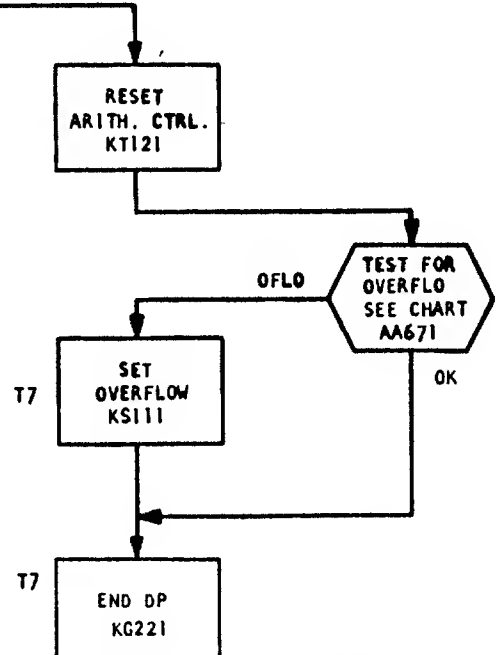 RESET
ARITH. CTRL.
KT121
TEST FOR
OVERFLO
SEE CHART
AA671
OFLO
OK
T7
SET
OVERFLOW
KS111
T7
END DP
KG221